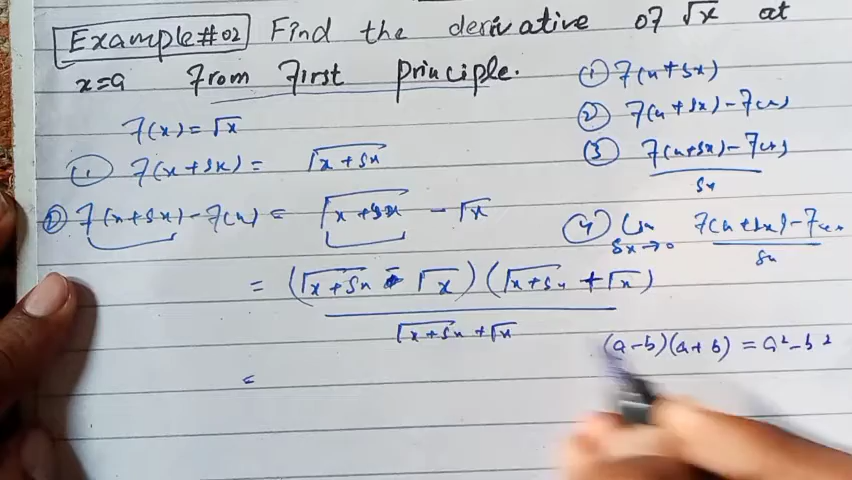 Example#02 Find the derivative of √x at
x=a From First principle.
f(x)=√x
① f(x+δx)= √x+δx
② f(x+δx)-f(x)= √x+δx -√x
= (√x+δx - √x)(√x+δx +√x)
√x+δx +√x
=
① f(x+δx)
② f(x+δx)-f(x)
③ f(x+δx)-f(x)
δx
④ Lim f(x+δx)-f(x)
δx→0 δx
(a-b)(a+b)=a²-b²